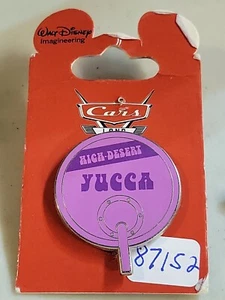 Walt Disney
Imagineering
Cars
LAND
HIGH-DESERT
YUCCA
87152